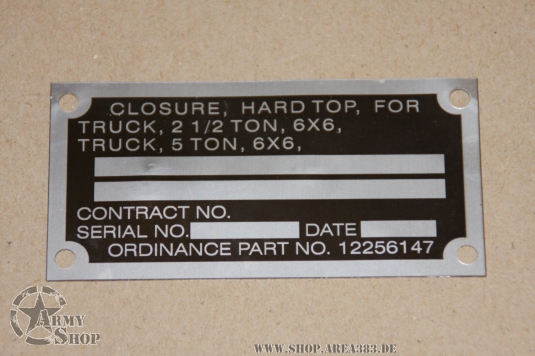 CLOSURE, HARD TOP, FOR
TRUCK, 2 1/2 TON, 6X6,
TRUCK, 5 TON, 6X6,
CONTRACT NO.
SERIAL NO. DATE
ORDINANCE PART NO. 12256147
ARMY
SHOP
WWW.SHOP.AREA383.DE